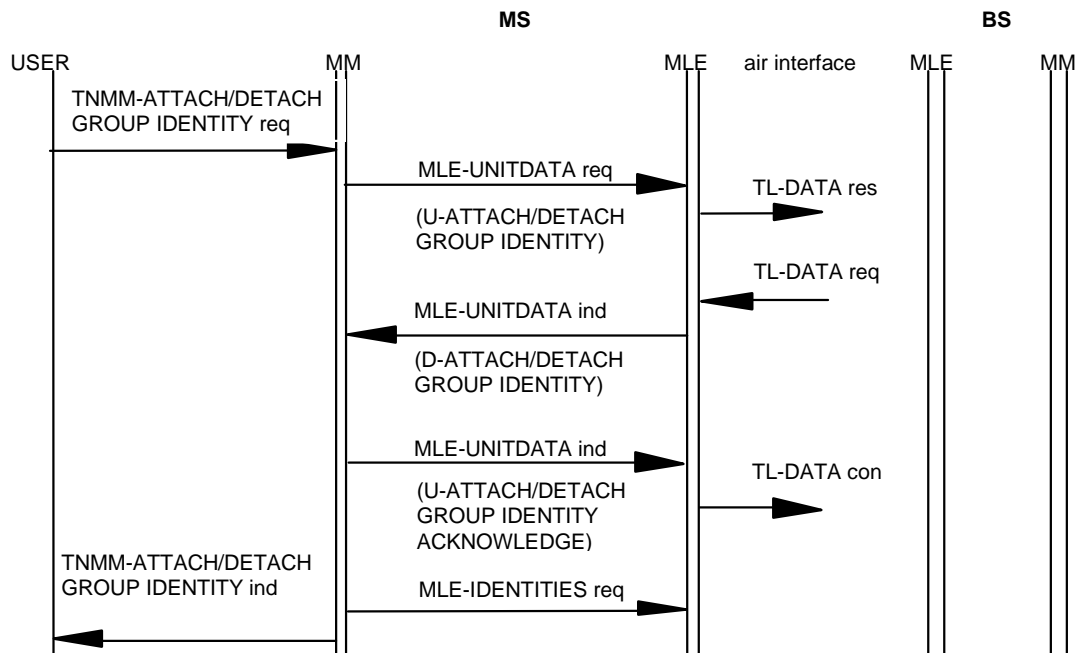 MS
BS
USER
MM
MLE
air interface
MLE
MM
TNMM-ATTACH/DETACH
GROUP IDENTITY req
MLE-UNITDATA req
TL-DATA res
(U-ATTACH/DETACH
GROUP IDENTITY)
TL-DATA req
MLE-UNITDATA ind
(D-ATTACH/DETACH
GROUP IDENTITY)
MLE-UNITDATA ind
TL-DATA con
(U-ATTACH/DETACH
GROUP IDENTITY
ACKNOWLEDGE)
TNMM-ATTACH/DETACH
GROUP IDENTITY ind
MLE-IDENTITIES req